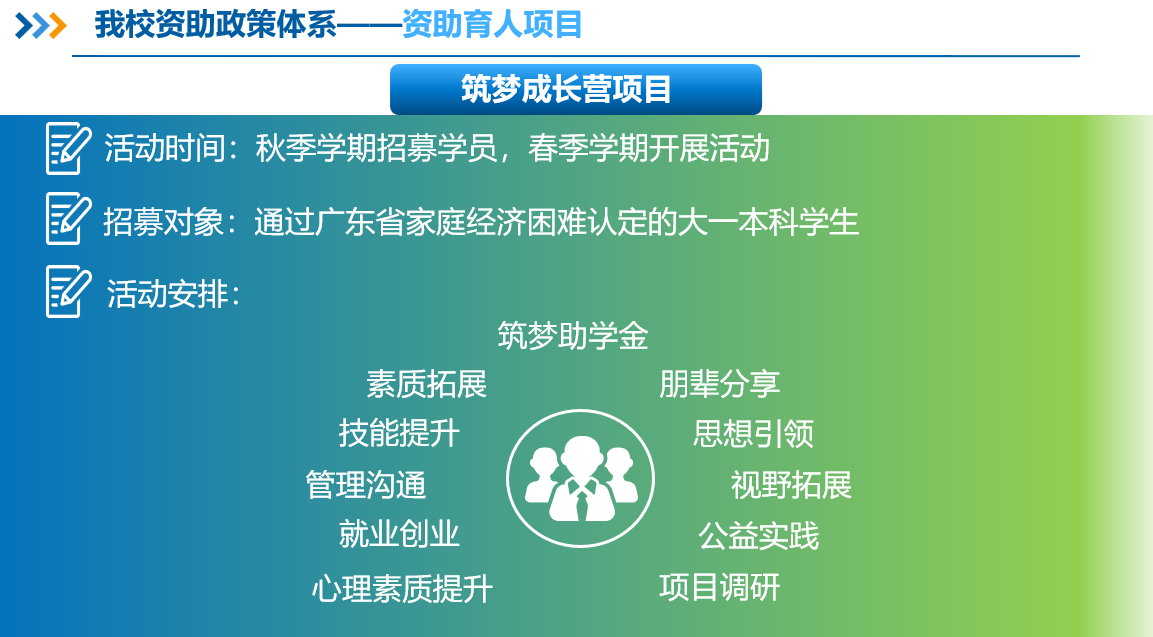 我校资助政策体系——资助育人项目
筑梦成长营项目
活动时间：秋季学期招募学员，春季学期开展活动
招募对象：通过广东省家庭经济困难认定的大一本科学生
活动安排：
筑梦助学金
素质拓展
朋辈分享
技能提升
思想引领
管理沟通
视野拓展
就业创业
公益实践
心理素质提升
项目调研